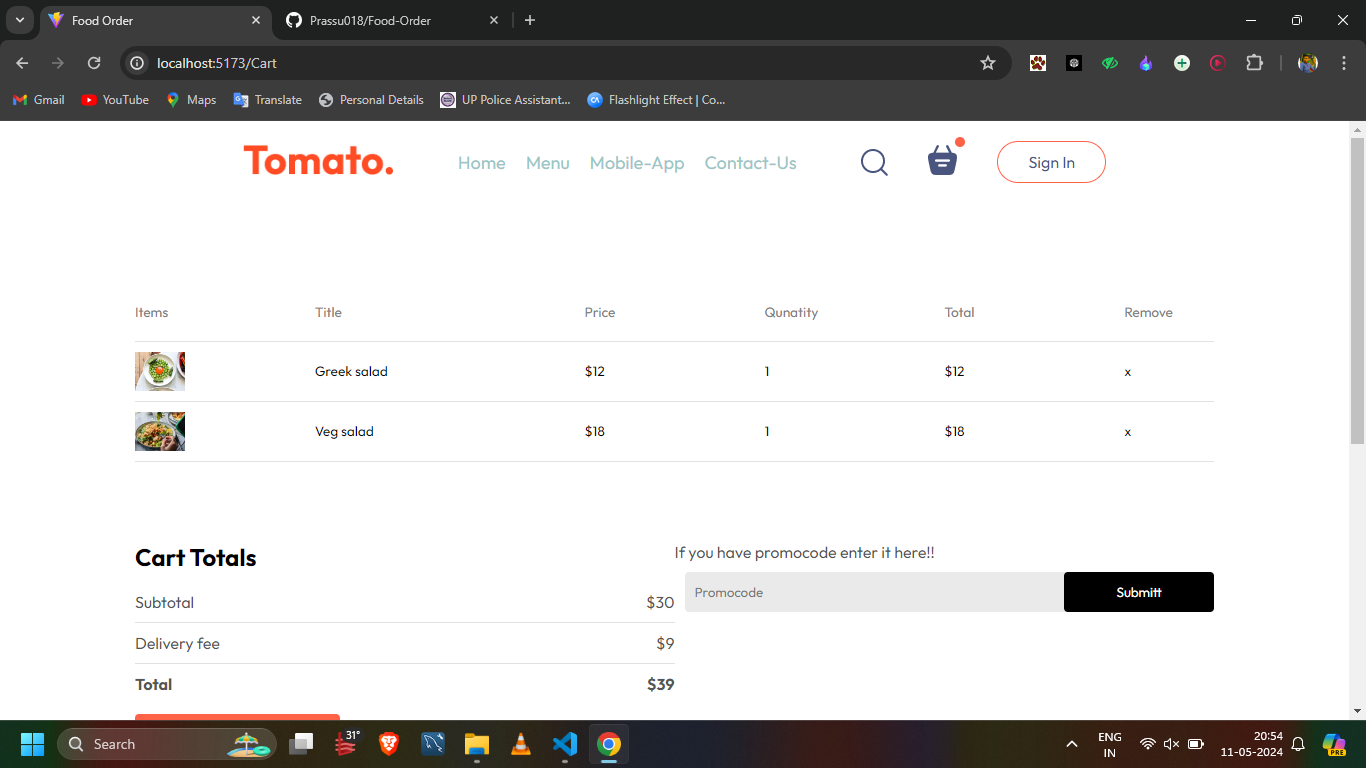 Food Order
Prassu018/Food-Order
localhost:5173/Cart
Gmail YouTube Maps Translate Personal Details UP Police Assistant... Flashlight Effect | Co...
Tomato. Home Menu Mobile-App Contact-Us Sign In
Items Title Price Qunatity Total Remove
Greek salad $12 1 $12 x
Veg salad $18 1 $18 x
Cart Totals
If you have promocode enter it here!!
Promocode Submitt
Subtotal $30
Delivery fee $9
Total $39
Search 31° ENG IN 20:54 11-05-2024 PRE